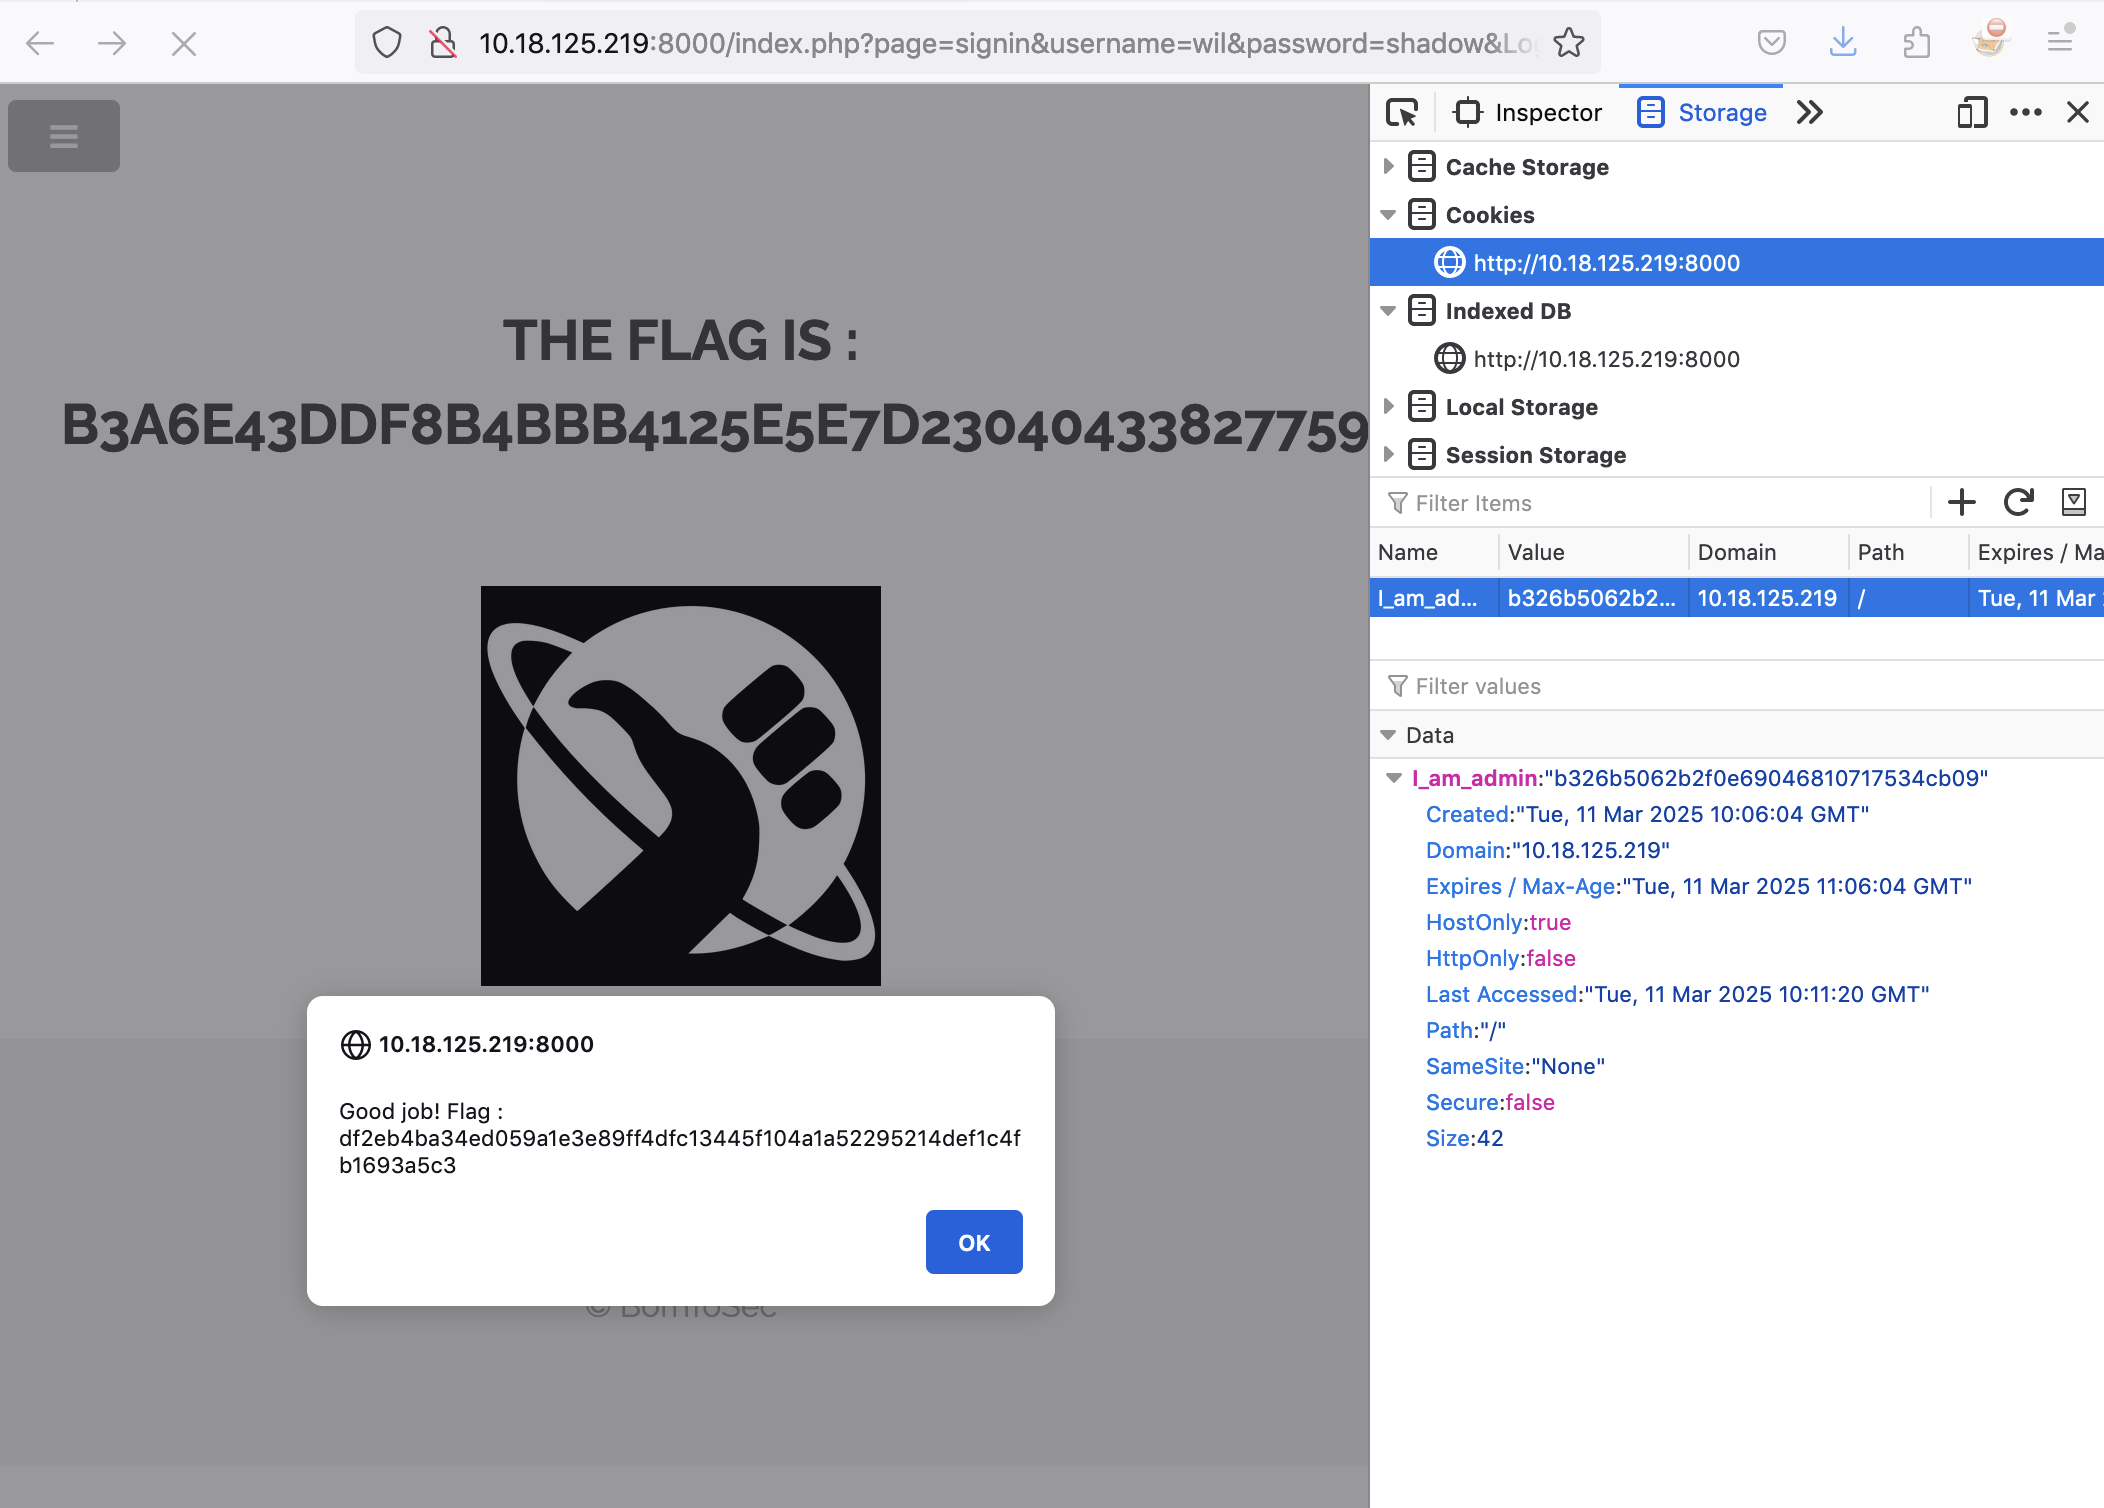 10.18.125.219:8000/index.php?page=signin&username=wil&password=shadow&Lo
THE FLAG IS :
B3A6E43DDF8B4BBB4125E5E7D23040433827759
10.18.125.219:8000
Good job! Flag :
df2eb4ba34ed059a1e3e89ff4dfc13445f104a1a52295214def1c4f
b1693a5c3
OK
© BornToSec
Inspector
Storage
Cache Storage
Cookies
http://10.18.125.219:8000
Indexed DB
http://10.18.125.219:8000
Local Storage
Session Storage
Filter Items
Name Value Domain Path Expires / Ma
I_am_ad... b326b5062b2... 10.18.125.219 / Tue, 11 Mar
Filter values
Data
I_am_admin:"b326b5062b2f0e69046810717534cb09"
Created:"Tue, 11 Mar 2025 10:06:04 GMT"
Domain:"10.18.125.219"
Expires / Max-Age:"Tue, 11 Mar 2025 11:06:04 GMT"
HostOnly:true
HttpOnly:false
Last Accessed:"Tue, 11 Mar 2025 10:11:20 GMT"
Path:"/"
SameSite:"None"
Secure:false
Size:42